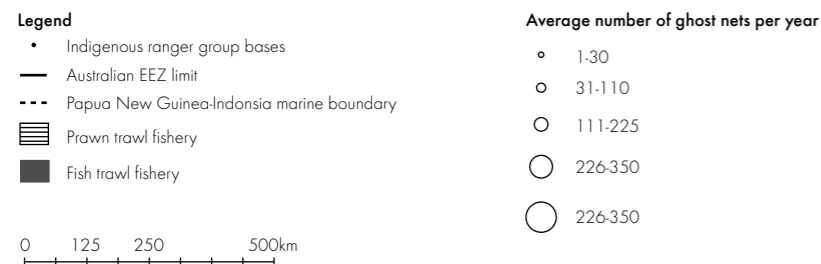 Legend
Indigenous ranger group bases
Australian EEZ limit
Papua New Guinea-Indonsia marine boundary
Prawn trawl fishery
Fish trawl fishery
0 125 250 500km
Average number of ghost nets per year
1-30
31-110
111-225
226-350
226-350